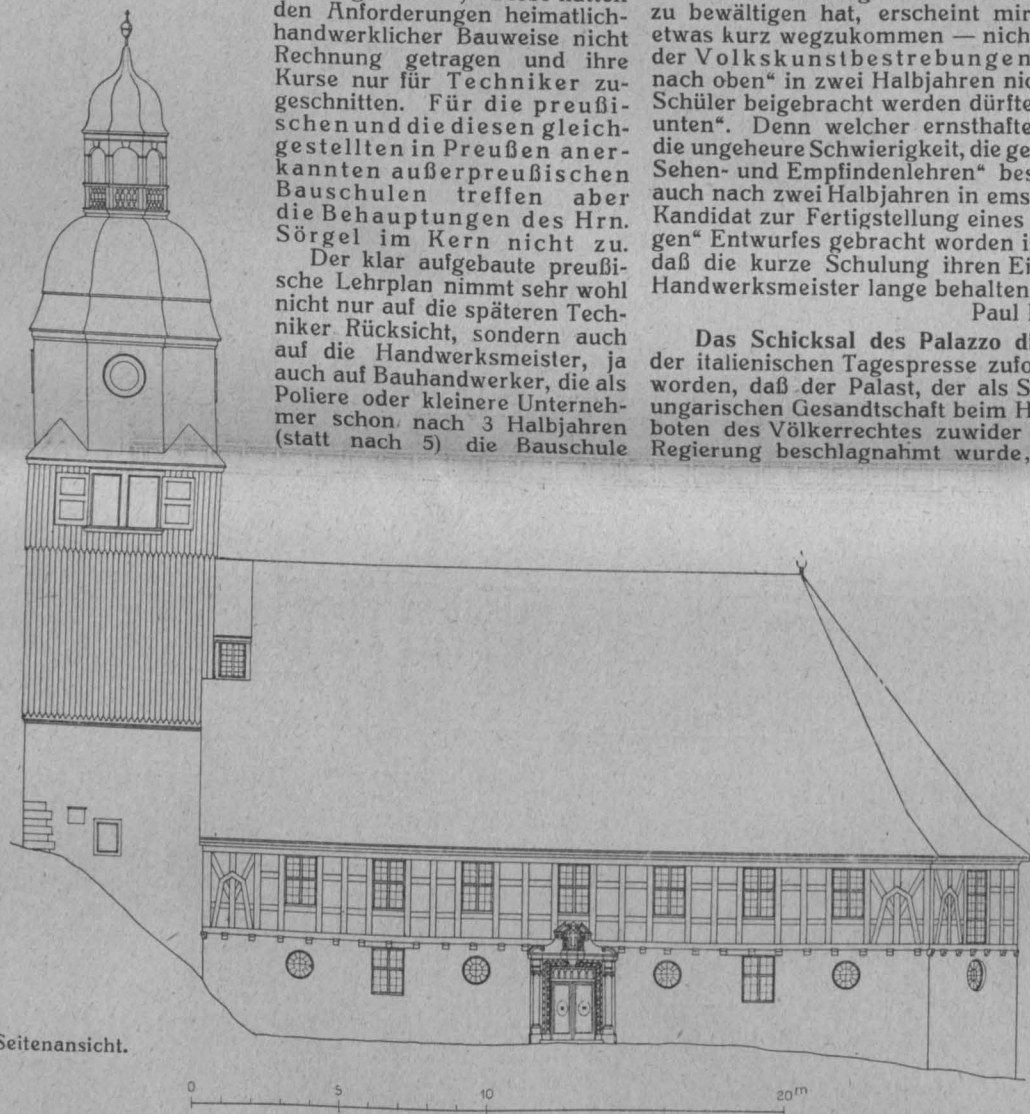 den Anforderungen heimatlich-
handwerklicher Bauweise nicht
Rechnung getragen und ihre
Kurse nur für Techniker zu-
geschnitten. Für die preußi-
schen und die diesen gleich-
gestellten in Preußen aner-
kannten außerpreußischen
Bauschulen treffen aber
die Behauptungen des Hrn.
Sörgel im Kern nicht zu.
Der klar aufgebaute preußi-
sche Lehrplan nimmt sehr wohl
nicht nur auf die späteren Tech-
niker Rücksicht, sondern auch
auf die Handwerksmeister, ja
auch auf Bauhandwerker, die als
Poliere oder kleinere Unterneh-
mer schon nach 3 Halbjahren
(statt nach 5) die Bauschule
zu bewältigen hat, erscheint mir
etwas kurz wegzukommen — nich
der Volkskunstbestrebungen
nach oben“ in zwei Halbjahren nic
Schüler beigebracht werden dürfte
unten“. Denn welcher ernsthafte
die ungeheure Schwierigkeit, die ge
Sehen- und Empfindenlehren“ bes
auch nach zwei Halbjahren in ems
Kandidat zur Fertigstellung eines
gen“ Entwurfes gebracht worden i
daß die kurze Schulung ihren Ei
Handwerksmeister lange behalten
Paul
Das Schicksal des Palazzo di
der italienischen Tagespresse zufo
worden, daß der Palast, der als S
ungarischen Gesandtschaft beim H
boten des Völkerrechtes zuwider
Regierung beschlagnahmt wurde,
Seitenansicht.
0 5 10 20m